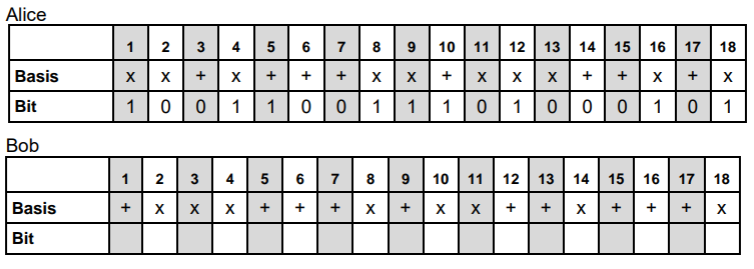 Alice
1 2 3 4 5 6 7 8 9 10 11 12 13 14 15 16 17 18
Basis x x + x + + + x x + x x x + + x + x
Bit 1 0 0 1 1 0 0 1 1 1 0 1 0 0 0 1 0 1
Bob
1 2 3 4 5 6 7 8 9 10 11 12 13 14 15 16 17 18
Basis + x x x + + + x + x x + + x + + + x
Bit